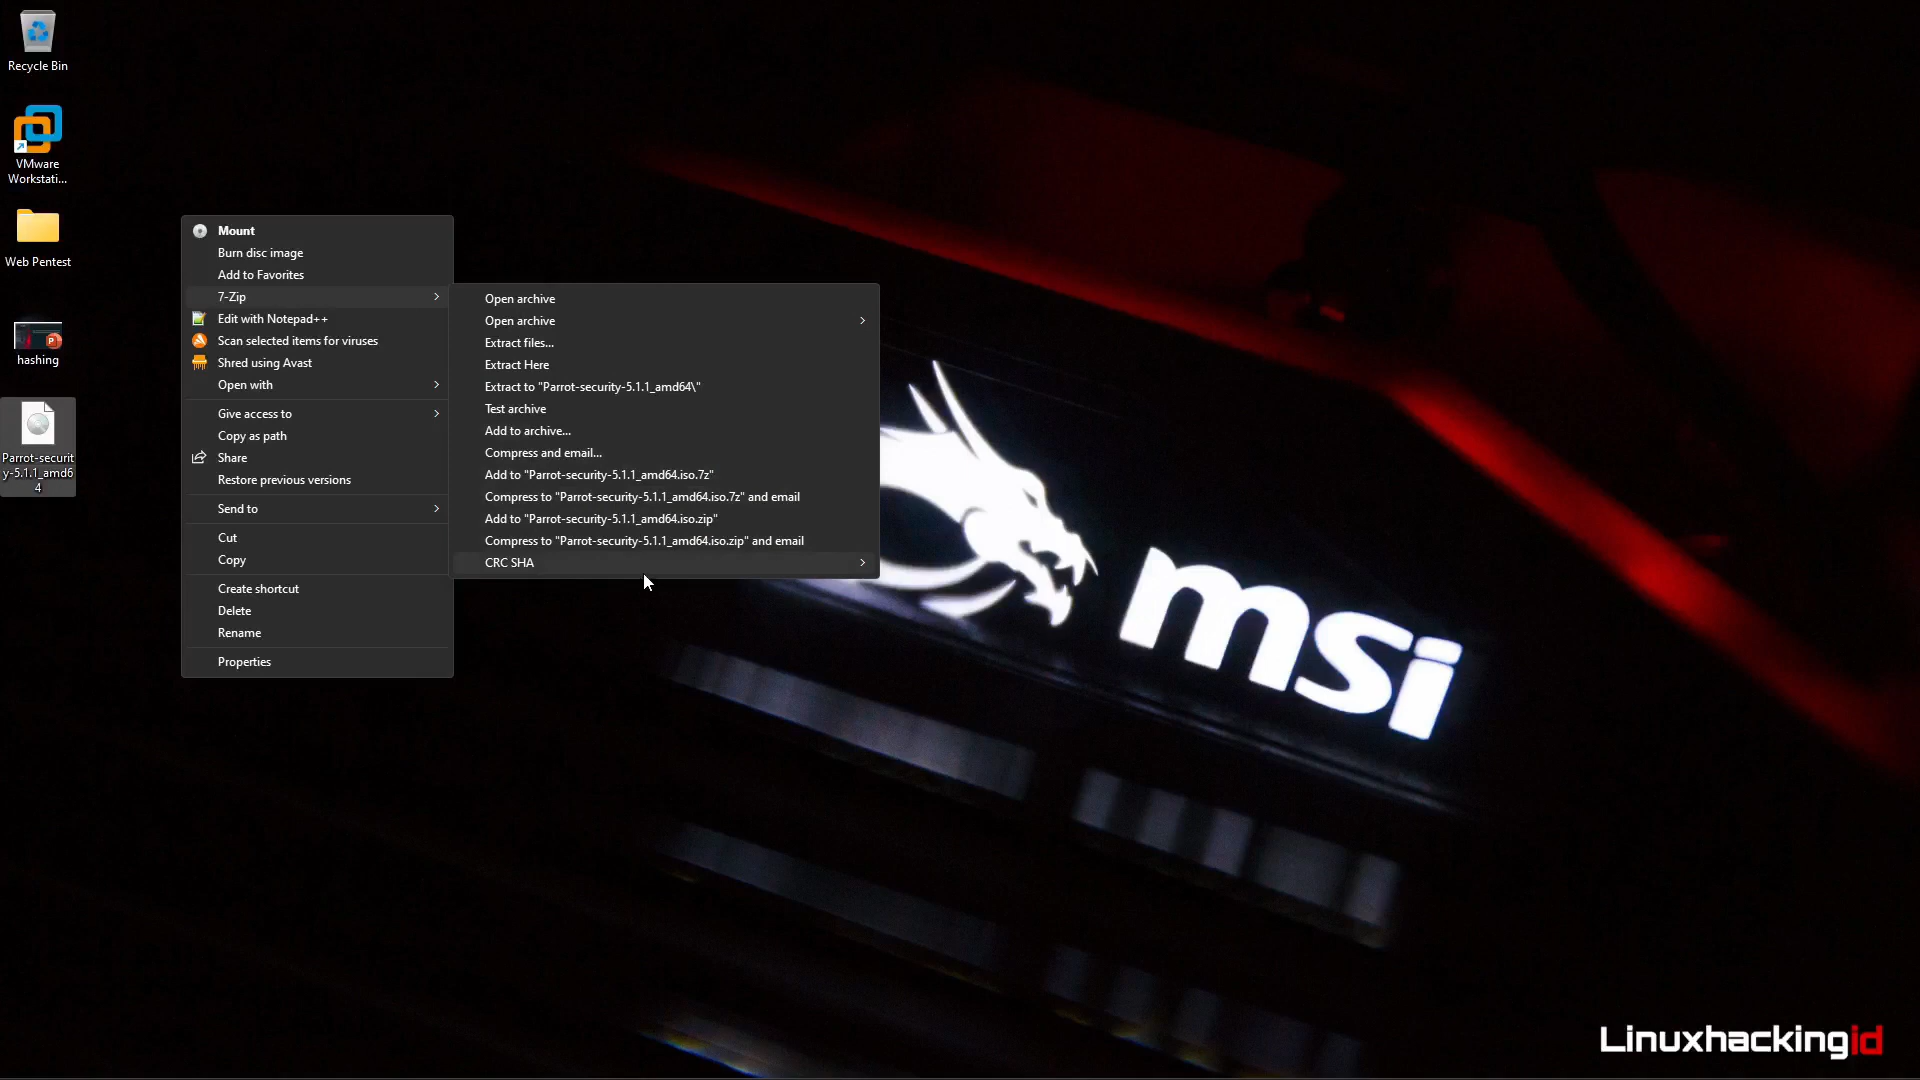 Recycle Bin
VMware
Workstati...
Web Pentest
hashing
Parrot-securit
y-5.1.1_amd6
4
Mount
Burn disc image
Add to Favorites
7-Zip
Edit with Notepad++
Scan selected items for viruses
Shred using Avast
Open with
Give access to
Copy as path
Share
Restore previous versions
Send to
Cut
Copy
Create shortcut
Delete
Rename
Properties
Open archive
Open archive
Extract files...
Extract Here
Extract to "Parrot-security-5.1.1_amd64\"
Test archive
Add to archive...
Compress and email...
Add to "Parrot-security-5.1.1_amd64.iso.7z"
Compress to "Parrot-security-5.1.1_amd64.iso.7z" and email
Add to "Parrot-security-5.1.1_amd64.iso.zip"
Compress to "Parrot-security-5.1.1_amd64.iso.zip" and email
CRC SHA
msi
Linuxhackingid